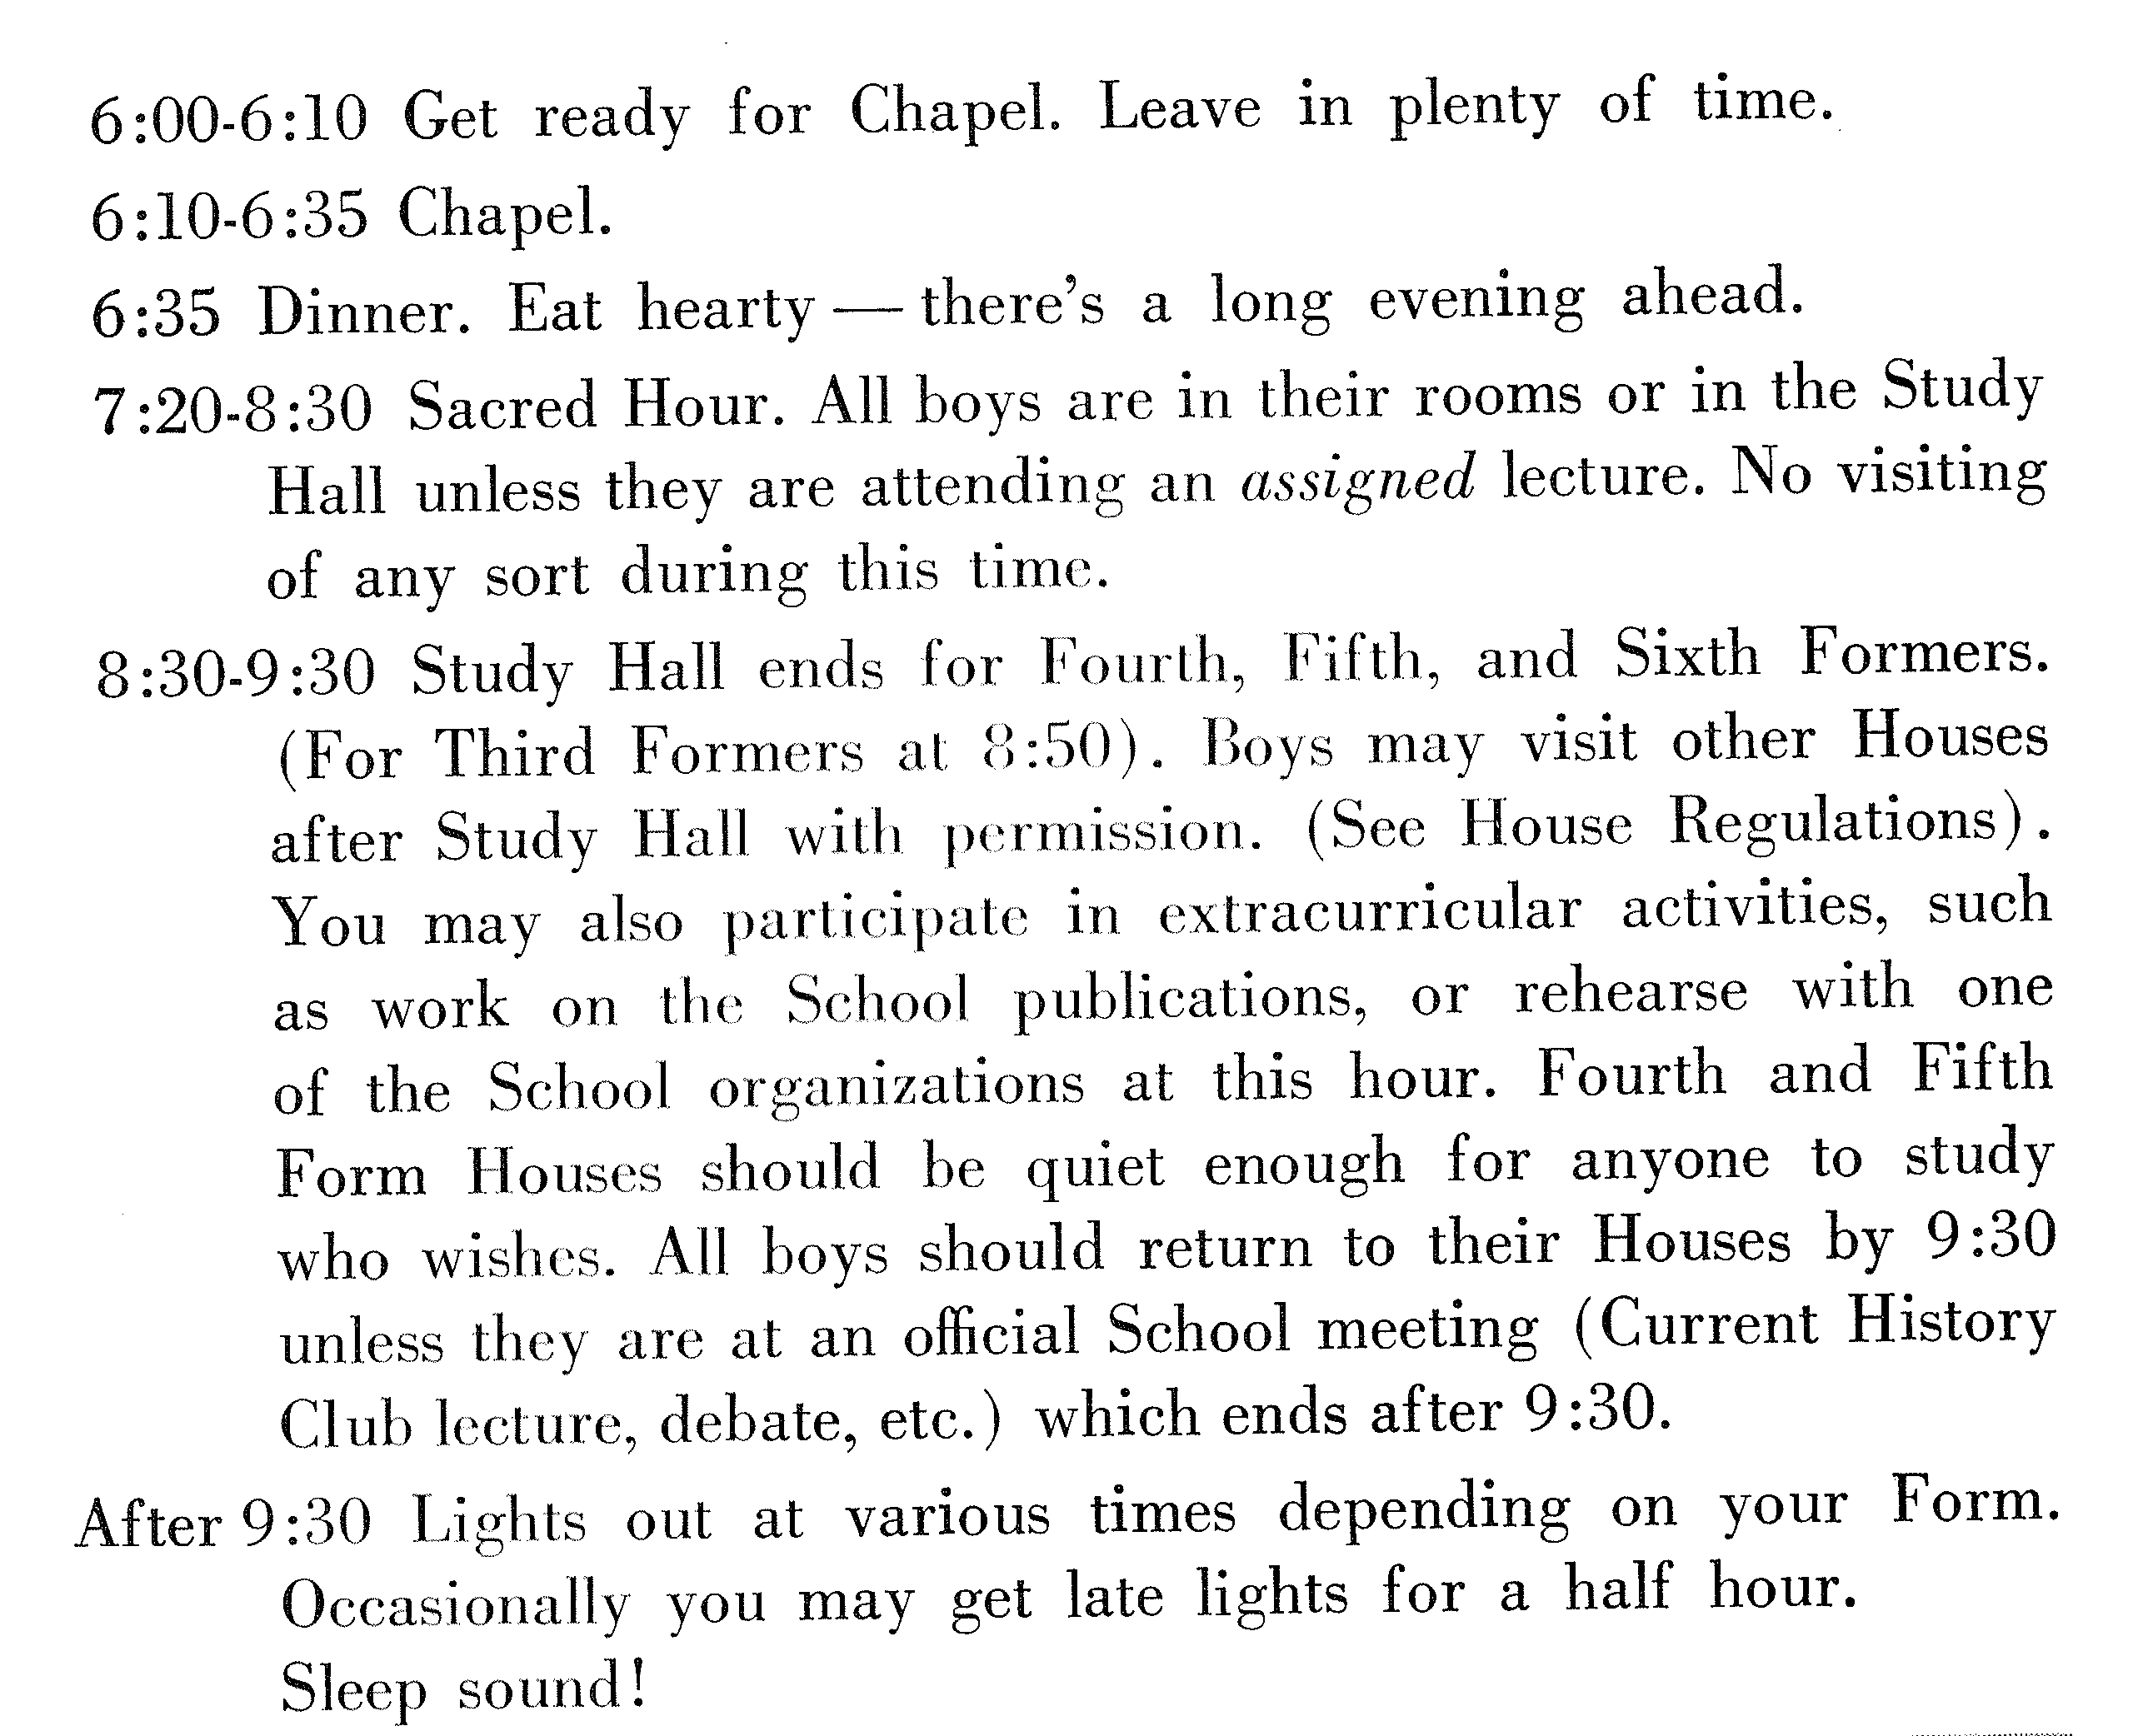 6:00-6:10 Get ready for Chapel. Leave in plenty of time.
6:10-6:35 Chapel.
6:35 Dinner. Eat hearty — there's a long evening ahead.
7:20-8:30 Sacred Hour. All boys are in their rooms or in the Study
Hall unless they are attending an assigned lecture. No visiting
of any sort during this time.
8:30-9:30 Study Hall ends for Fourth, Fifth, and Sixth Formers.
(For Third Formers at 8:50). Boys may visit other Houses
after Study Hall with permission. (See House Regulations).
You may also participate in extracurricular activities, such
as work on the School publications, or rehearse with one
of the School organizations at this hour. Fourth and Fifth
Form Houses should be quiet enough for anyone to study
who wishes. All boys should return to their Houses by 9:30
unless they are at an official School meeting (Current History
Club lecture, debate, etc.) which ends after 9:30.
After 9:30 Lights out at various times depending on your Form.
Occasionally you may get late lights for a half hour.
Sleep sound!